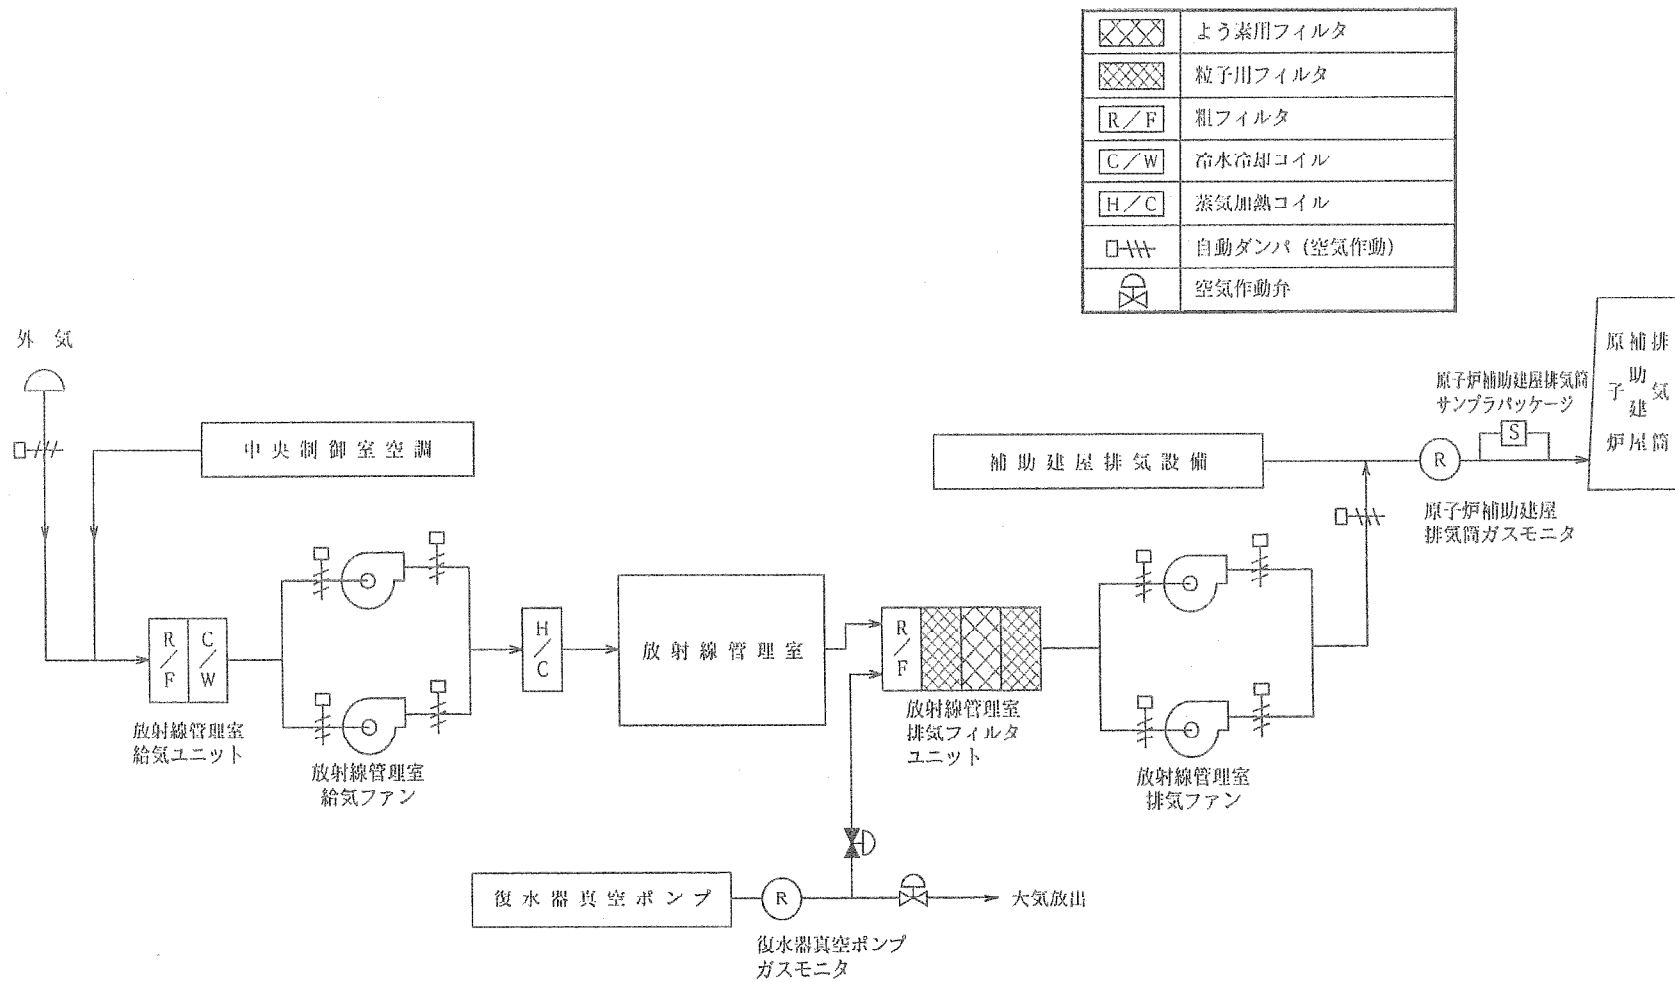 よう素用フィルタ
粒子用フィルタ
R／F 粗フィルタ
C／W 冷水冷却コイル
H／C 蒸気加熱コイル
自動ダンパ (空気作動)
空気作動弁
外気
中央制御室空調
R／F
C／W
放射線管理室
給気ユニット
放射線管理室
給気ファン
H／C
放射線管理室
R／F
放射線管理室
排気フィルタ
ユニット
放射線管理室
排気ファン
補助建屋排気設備
R
S
原子炉補助建屋排気筒
サンプラパッケージ
原子炉補助建屋
排気筒ガスモニタ
原子炉
補助建屋
排気筒
復水器真空ポンプ
R
復水器真空ポンプ
ガスモニタ
大気放出